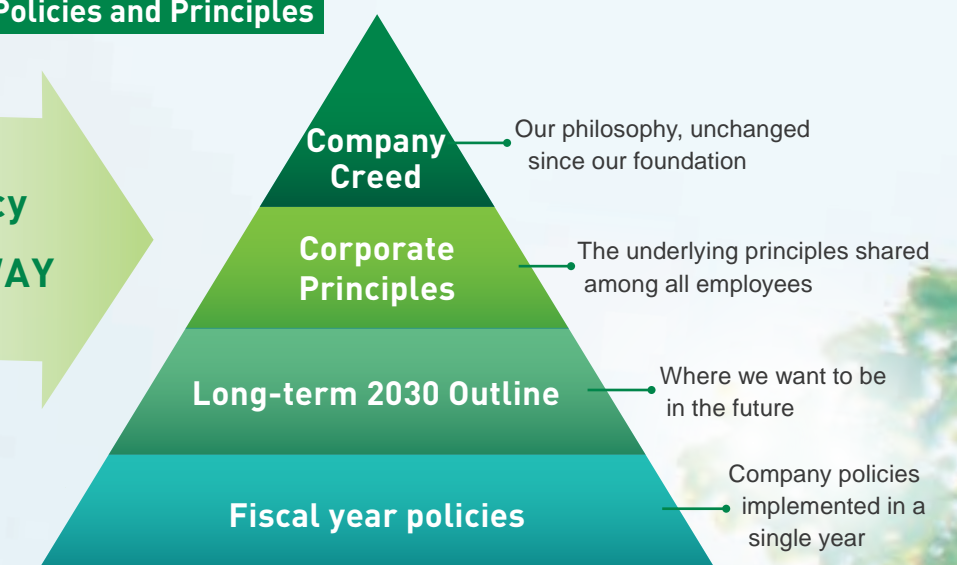 Policies and Principles
Company
Creed
Our philosophy, unchanged
since our foundation
WAY
Corporate
Principles
The underlying principles shared
among all employees
Long-term 2030 Outline
Where we want to be
in the future
Fiscal year policies
Company policies
implemented in a
single year